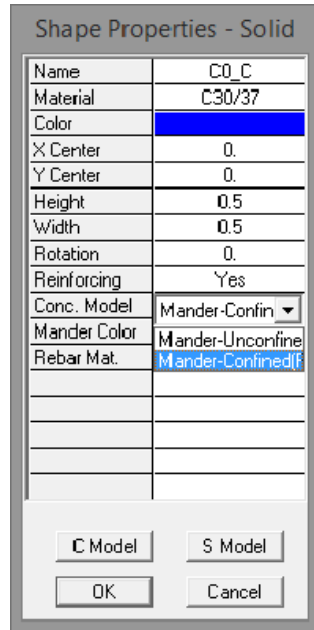 Shape Properties - Solid
Name C0_C
Material C30/37
Color
X Center 0.
Y Center 0.
Height 0.5
Width 0.5
Rotation 0.
Reinforcing Yes
Conc. Model Mander-Confin
Mander Color Mander-Unconfine
Rebar Mat. Mander-Confined(F
C Model S Model
OK Cancel